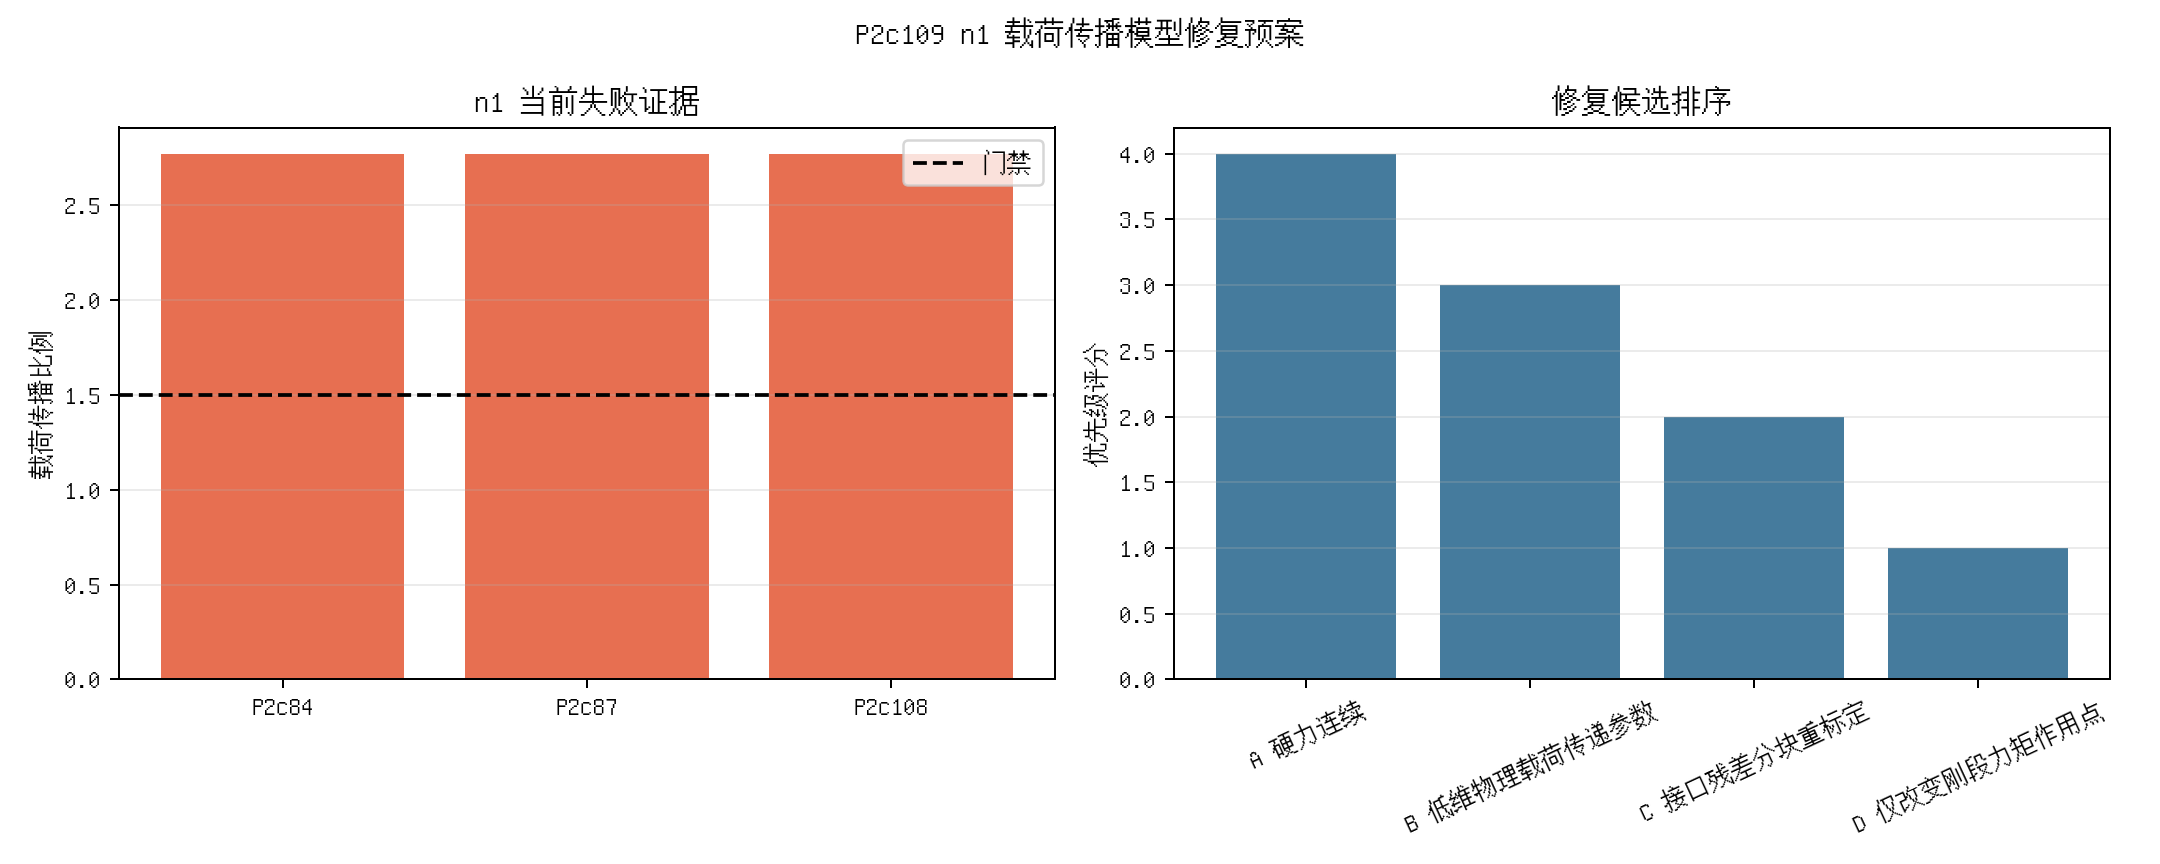 P2c109 n1 载荷传播模型修复预案
n1 当前失败证据
门禁
载荷传播比例
2.5
2.0
1.5
1.0
0.5
0.0
P2c84
P2c87
P2c108
修复候选排序
优先级评分
4.0
3.5
3.0
2.5
2.0
1.5
1.0
0.5
0.0
A 硬力连续
B 低维物理载荷传递参数
C 接口残差分块重标定
D 仅改变刚段力矩作用点